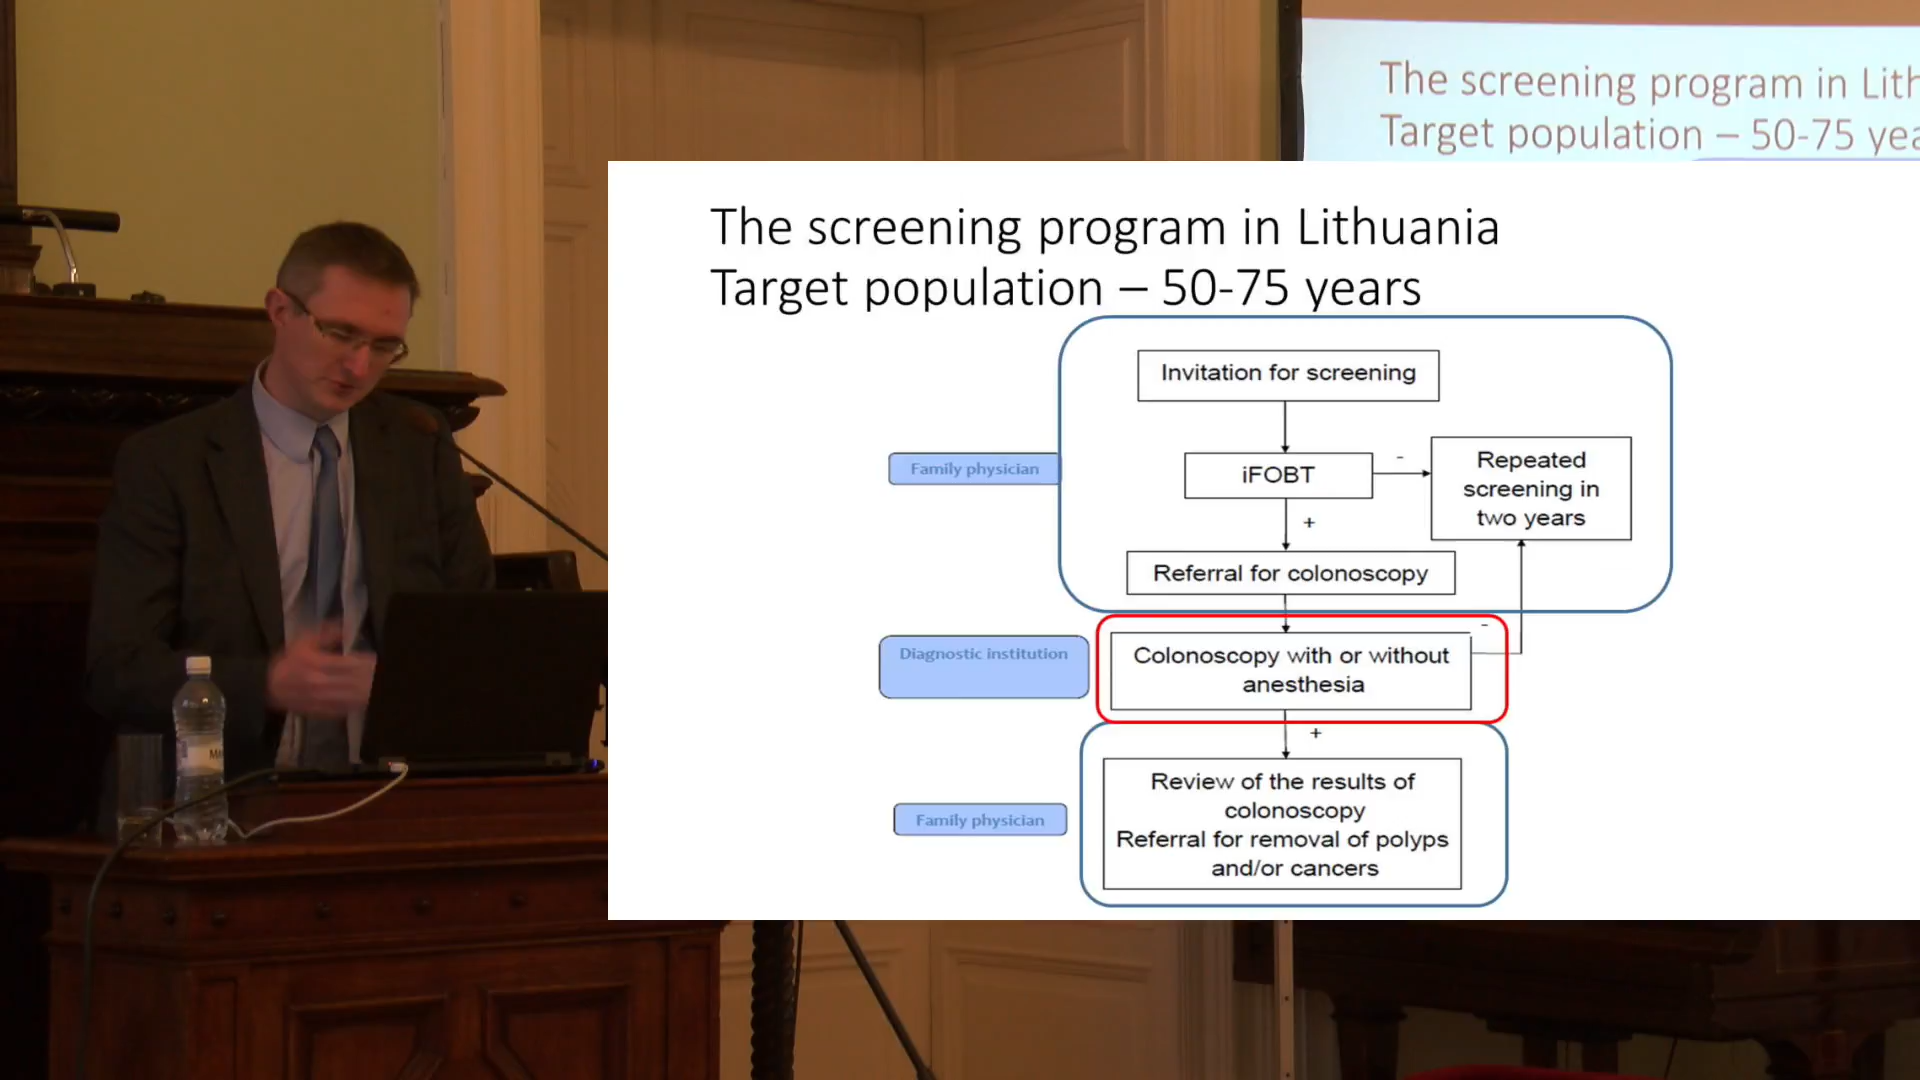 The screening program in Lith
Target population – 50-75 yea
The screening program in Lithuania
Target population – 50-75 years
Invitation for screening
Family physician
iFOBT
-
Repeated
screening in
two years
+
Referral for colonoscopy
-
Diagnostic institution
Colonoscopy with or without
anesthesia
+
Family physician
Review of the results of
colonoscopy
Referral for removal of polyps
and/or cancers